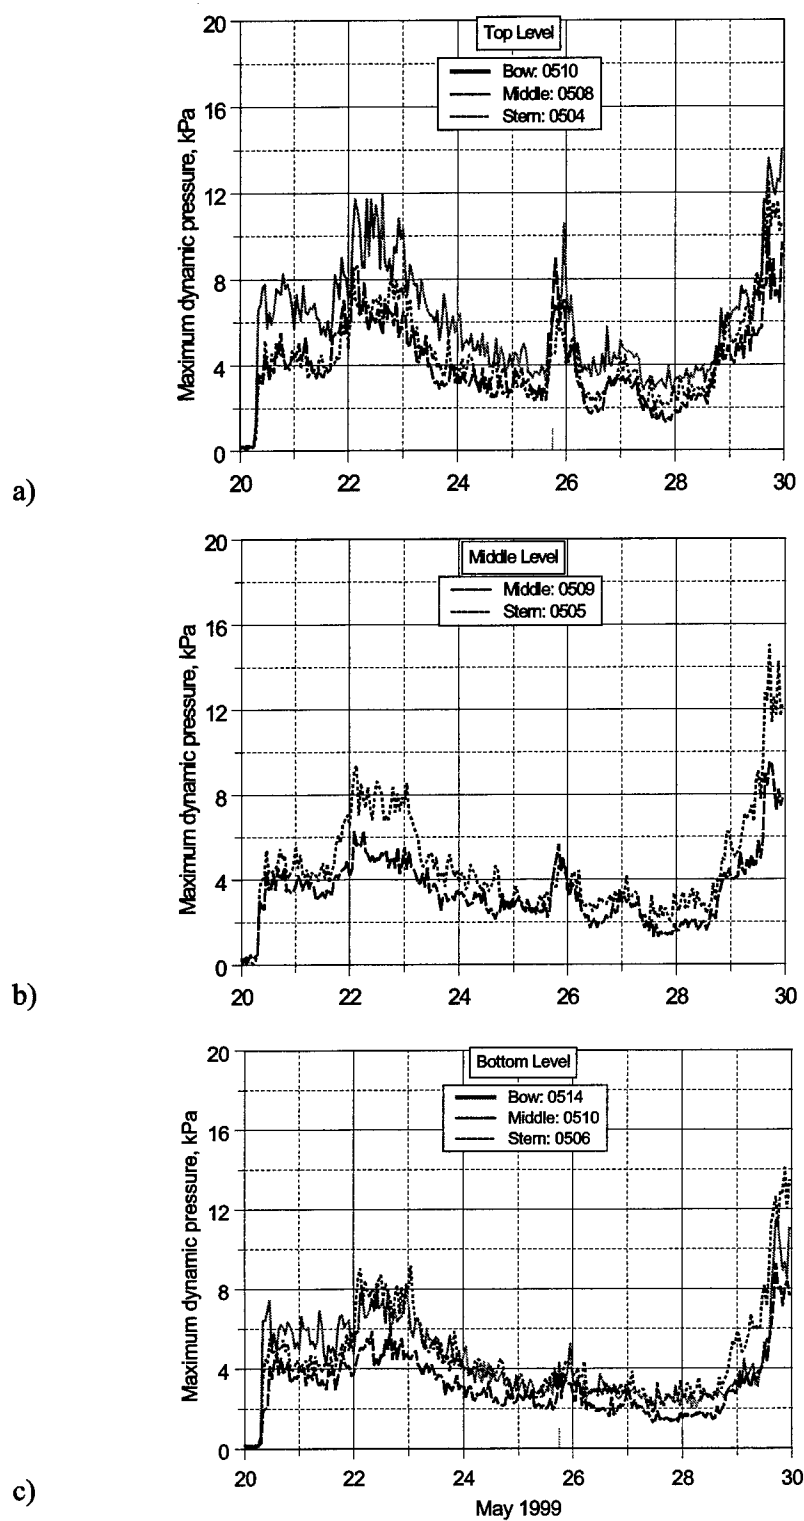 20
Top Level
Bow: 0510
Middle: 0508
Stern: 0504
16
12
8
4
0
Maximum dynamic pressure, kPa
20 22 24 26 28 30
a)
20
Middle Level
Middle: 0509
Stern: 0505
16
12
8
4
0
Maximum dynamic pressure, kPa
20 22 24 26 28 30
b)
20
Bottom Level
Bow: 0514
Middle: 0510
Stern: 0506
16
12
8
4
0
Maximum dynamic pressure, kPa
20 22 24 26 28 30
May 1999
c)